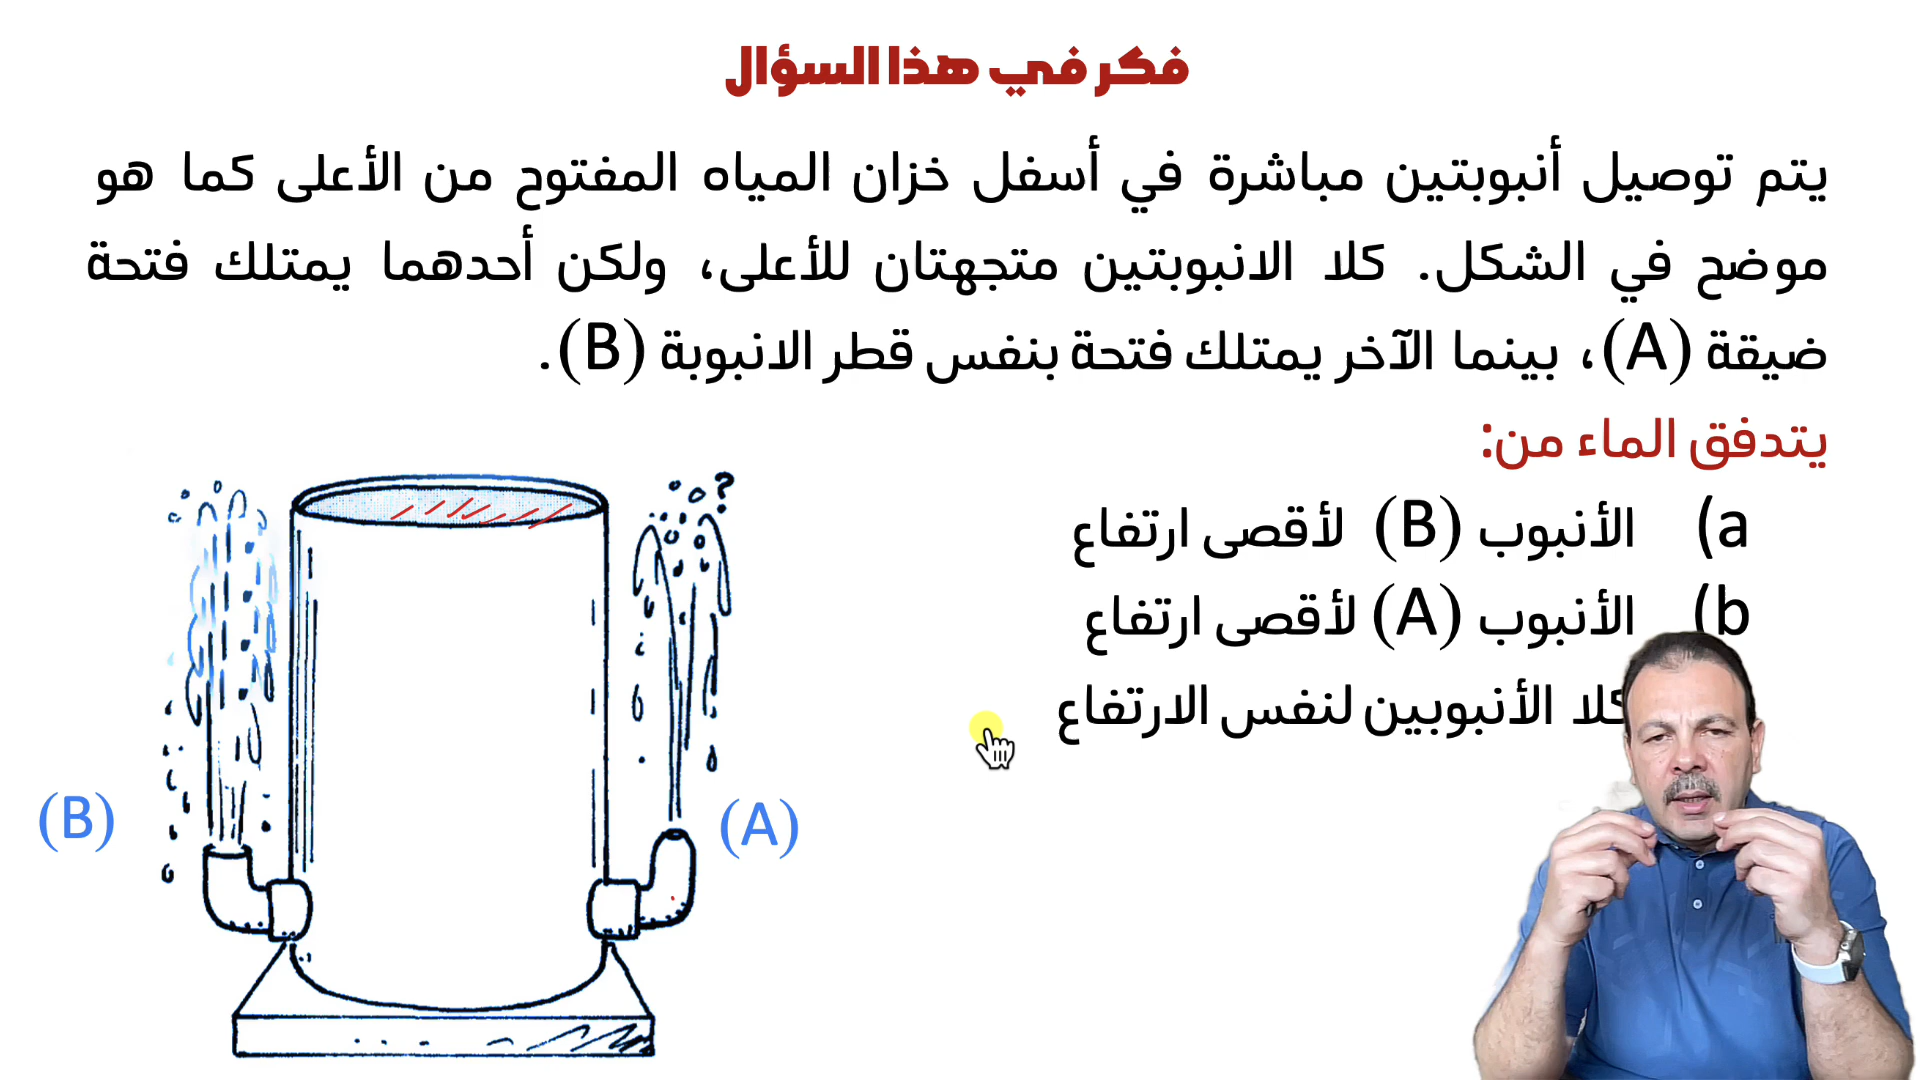 فكر في هذا السؤال
يتم توصيل أنبوبتين مباشرة في أسفل خزان المياه المفتوح من الأعلى كما هو
موضح في الشكل. كلا الانبوبتين متجهتان للأعلى، ولكن أحدهما يمتلك فتحة
ضيقة (A)، بينما الآخر يمتلك فتحة بنفس قطر الانبوبة (B).
يتدفق الماء من:
a) الأنبوب (B) لأقصى ارتفاع
b) الأنبوب (A) لأقصى ارتفاع
كلا الأنبوبين لنفس الارتفاع
?
(B)
(A)